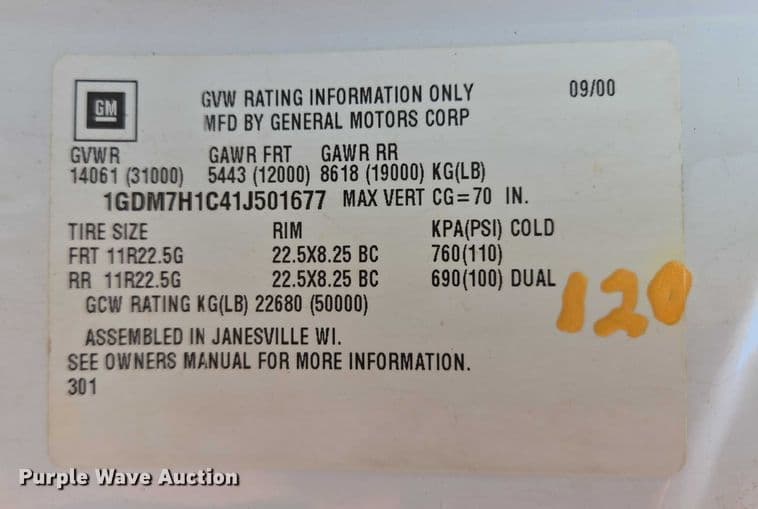 GM
GVW RATING INFORMATION ONLY 09/00
MFD BY GENERAL MOTORS CORP
GVWR GAWR FRT GAWR RR
14061 (31000) 5443 (12000) 8618 (19000) KG(LB)
1GDM7H1C41J501677 MAX VERT CG=70 IN.
TIRE SIZE RIM KPA(PSI) COLD
FRT 11R22.5G 22.5X8.25 BC 760(110)
RR 11R22.5G 22.5X8.25 BC 690(100) DUAL
120
GCW RATING KG(LB) 22680 (50000)
ASSEMBLED IN JANESVILLE WI.
SEE OWNERS MANUAL FOR MORE INFORMATION.
301
Purple Wave Auction